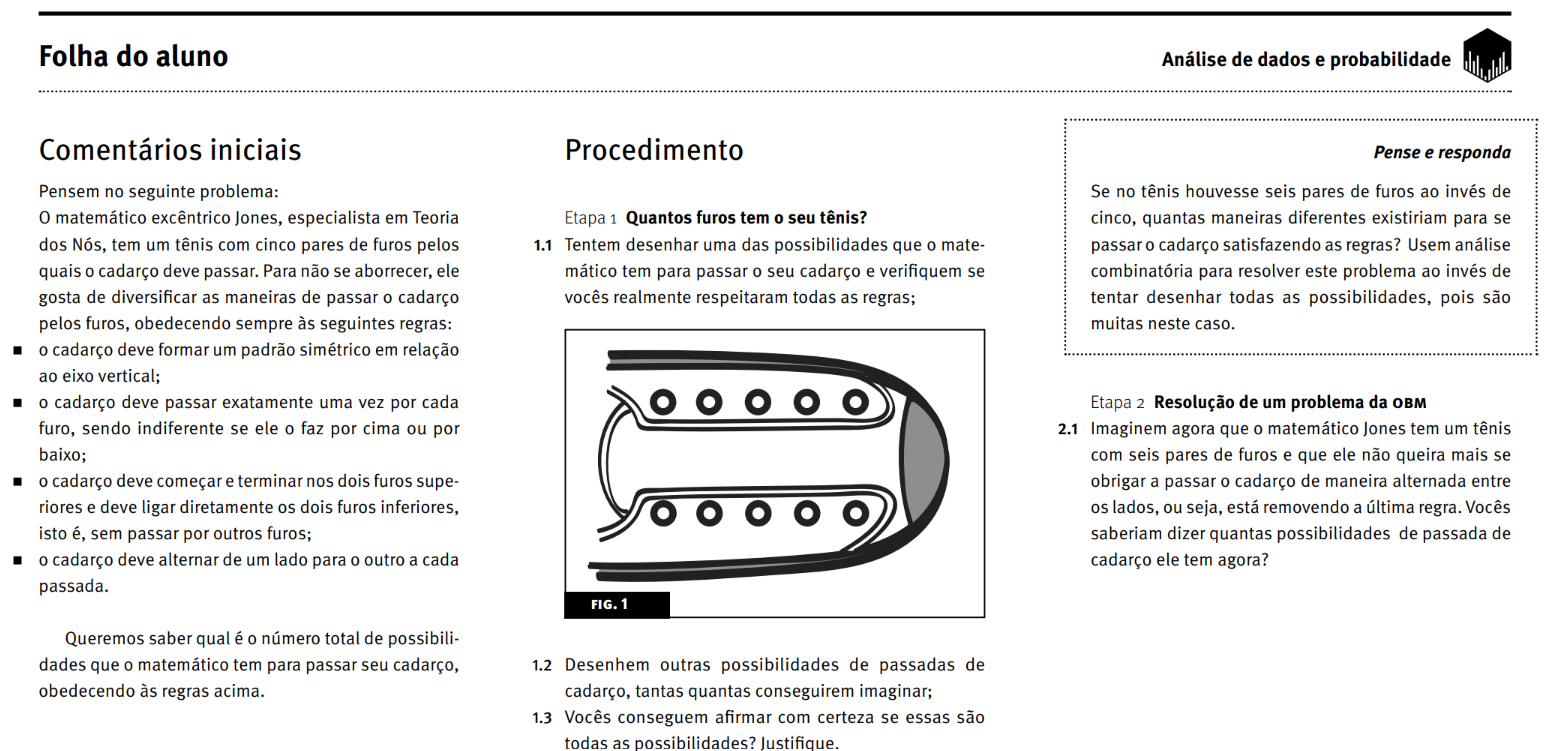 Folha do aluno
Análise de dados e probabilidade
Comentários iniciais
Pensem no seguinte problema:
O matemático excêntrico Jones, especialista em Teoria
dos Nós, tem um tênis com cinco pares de furos pelos
quais o cadarço deve passar. Para não se aborrecer, ele
gosta de diversificar as maneiras de passar o cadarço
pelos furos, obedecendo sempre às seguintes regras:
■ o cadarço deve formar um padrão simétrico em relação
ao eixo vertical;
■ o cadarço deve passar exatamente uma vez por cada
furo, sendo indiferente se ele o faz por cima ou por
baixo;
■ o cadarço deve começar e terminar nos dois furos supe-
riores e deve ligar diretamente os dois furos inferiores,
isto é, sem passar por outros furos;
■ o cadarço deve alternar de um lado para o outro a cada
passada.
Queremos saber qual é o número total de possibili-
dades que o matemático tem para passar seu cadarço,
obedecendo às regras acima.
Procedimento
Etapa 1 Quantos furos tem o seu tênis?
1.1 Tentem desenhar uma das possibilidades que o mate-
mático tem para passar o seu cadarço e verifiquem se
vocês realmente respeitaram todas as regras;
FIG. 1
1.2 Desenhem outras possibilidades de passadas de
cadarço, tantas quantas conseguirem imaginar;
1.3 Vocês conseguem afirmar com certeza se essas são
todas as possibilidades? Justifique.
Pense e responda
Se no tênis houvesse seis pares de furos ao invés de
cinco, quantas maneiras diferentes existiriam para se
passar o cadarço satisfazendo as regras? Usem análise
combinatória para resolver este problema ao invés de
tentar desenhar todas as possibilidades, pois são
muitas neste caso.
Etapa 2 Resolução de um problema da OBM
2.1 Imaginem agora que o matemático Jones tem um tênis
com seis pares de furos e que ele não queira mais se
obrigar a passar o cadarço de maneira alternada entre
os lados, ou seja, está removendo a última regra. Vocês
saberiam dizer quantas possibilidades de passada de
cadarço ele tem agora?